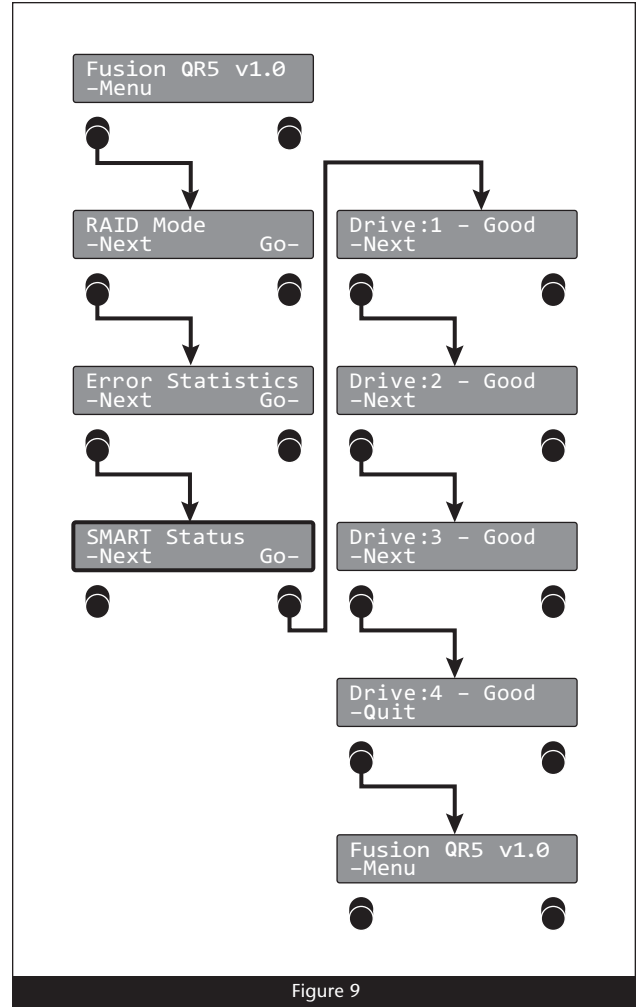 Fusion QR5 v1.0
–Menu
RAID Mode
–Next Go–
Error Statistics
–Next Go–
SMART Status
–Next Go–
Drive:1 – Good
–Next
Drive:2 – Good
–Next
Drive:3 – Good
–Next
Drive:4 – Good
–Quit
Fusion QR5 v1.0
–Menu
Figure 9